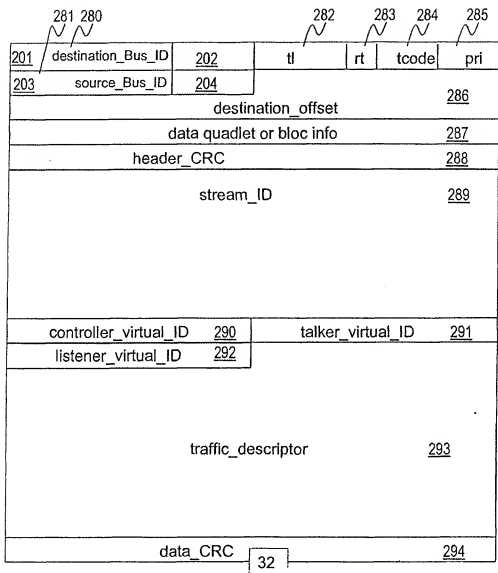 281 280 282 283 284 285
201 destination_Bus_ID 202 tl rt tcode pri
203 source_Bus_ID 204
destination_offset 286
data quadlet or bloc info 287
header_CRC 288
stream_ID 289
controller_virtual_ID 290 talker_virtual_ID 291
listener_virtual_ID 292
traffic_descriptor 293
data_CRC 294
32